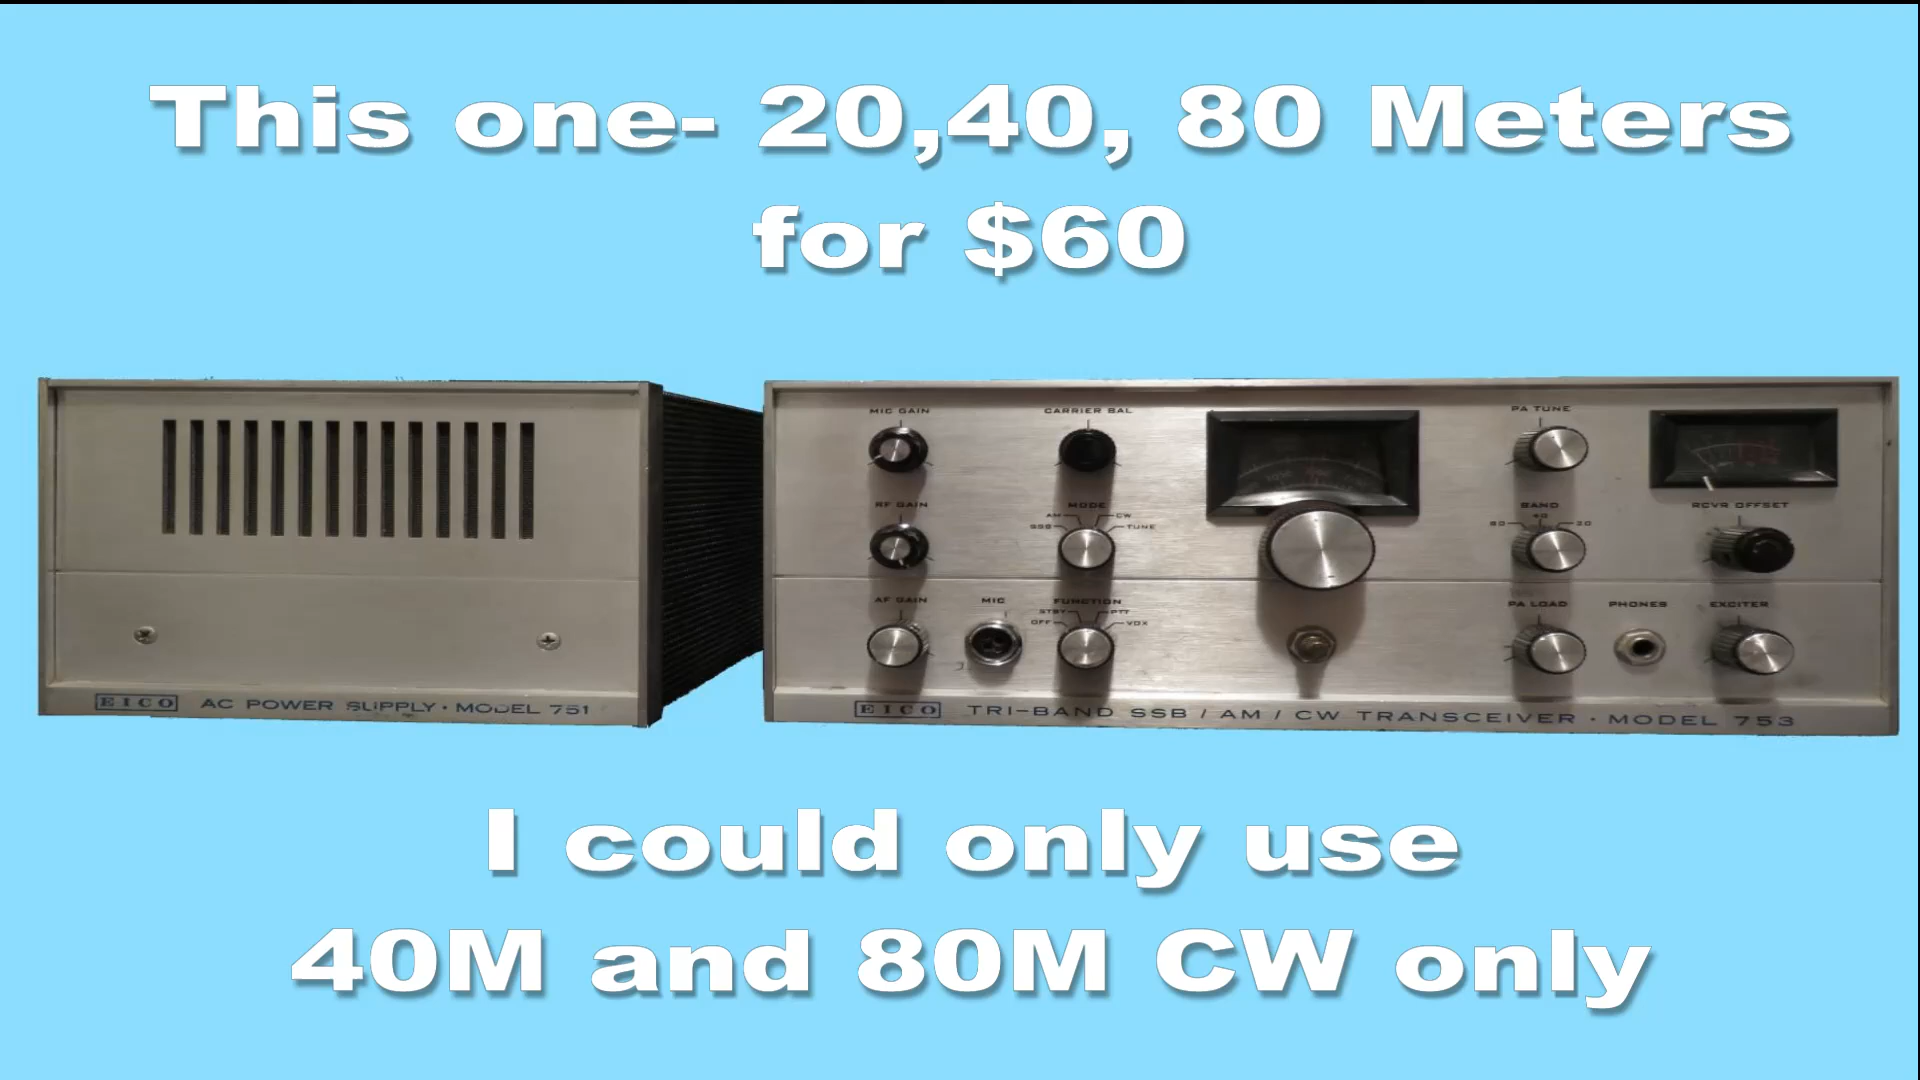 This one- 20,40, 80 Meters
for $60
MIC GAIN
CARRIER BAL
PA TUNE
RF GAIN
MODE
AM
CW
SSB
TUNE
BAND
80
40
20
RCVR OFFSET
AF GAIN
MIC
FUNCTION
STBY
PTT
OFF
VOX
PA LOAD
PHONES
EXCITER
EICO AC POWER SUPPLY · MODEL 751
EICO TRI-BAND SSB / AM / CW TRANSCEIVER · MODEL 753
I could only use
40M and 80M CW only